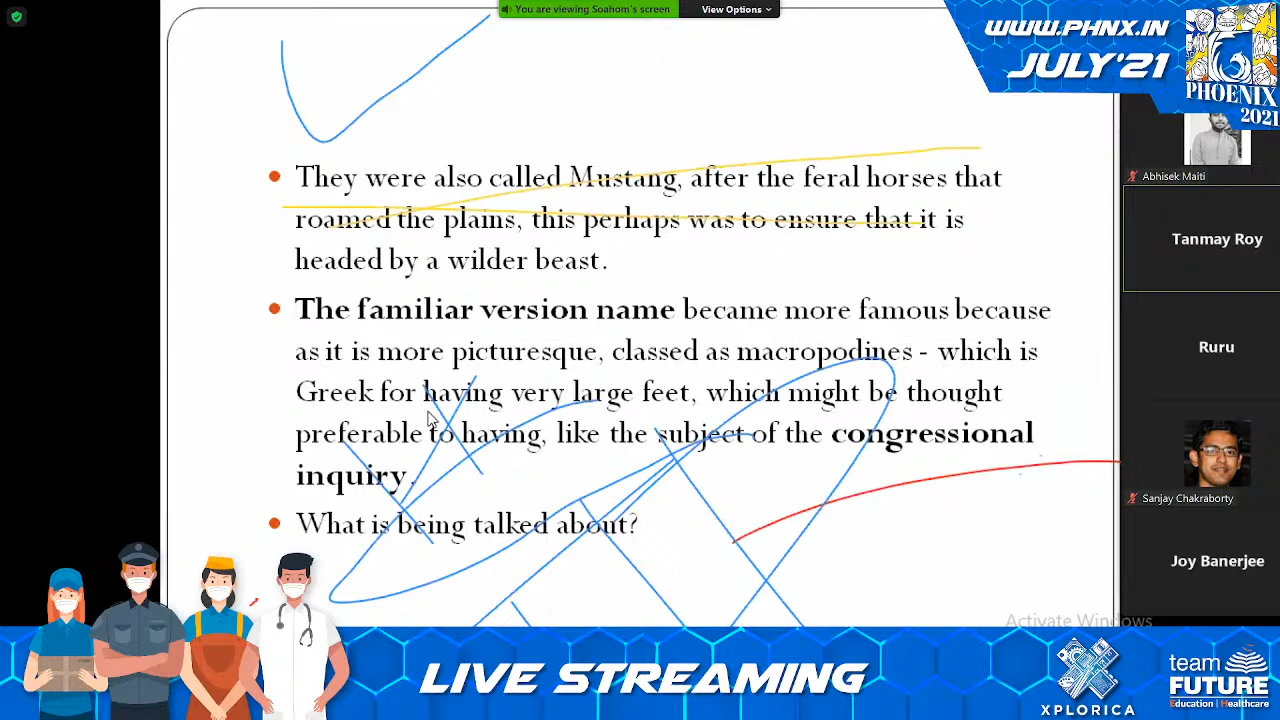 You are viewing Soahom's screen
View Options
WWW.PHNX.IN
JULY'21
PHOENIX
2021
They were also called Mustang, after the feral horses that
roamed the plains, this perhaps was to ensure that it is
headed by a wilder beast.
The familiar version name became more famous because
as it is more picturesque, classed as macropodines - which is
Greek for having very large feet, which might be thought
preferable to having, like the subject of the congressional
inquiry.
What is being talked about?
Abhisek Maiti
Tanmay Roy
Ruru
Sanjay Chakraborty
Joy Banerjee
Activate Windows
LIVE STREAMING
XPLORICA
team
FUTURE
Education | Healthcare